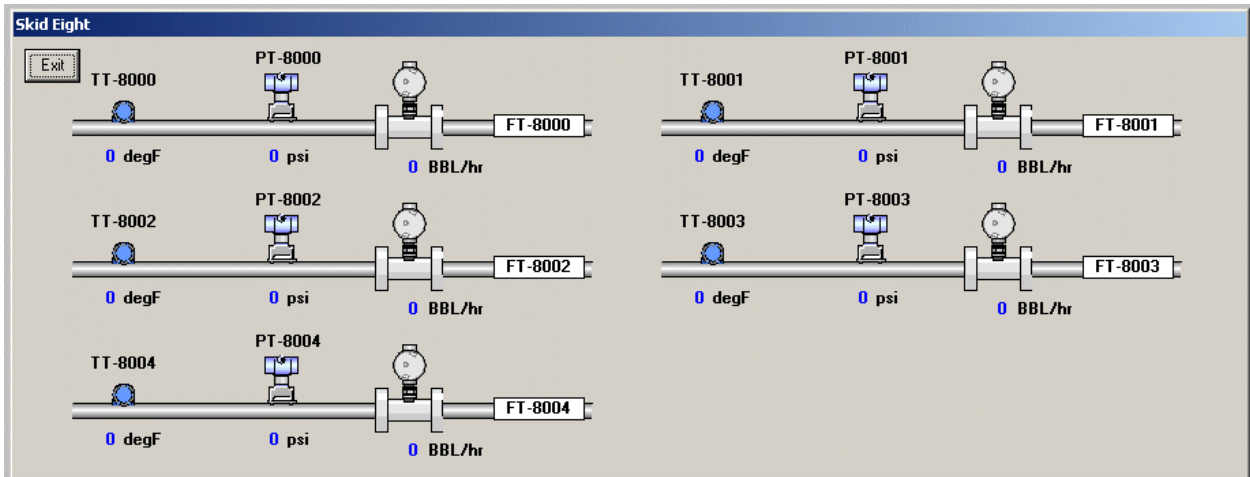 Skid Eight
Exit
TT-8000
PT-8000
FT-8000
0 degF
0 psi
0 BBL/hr
TT-8001
PT-8001
FT-8001
0 degF
0 psi
0 BBL/hr
TT-8002
PT-8002
FT-8002
0 degF
0 psi
0 BBL/hr
TT-8003
PT-8003
FT-8003
0 degF
0 psi
0 BBL/hr
TT-8004
PT-8004
FT-8004
0 degF
0 psi
0 BBL/hr